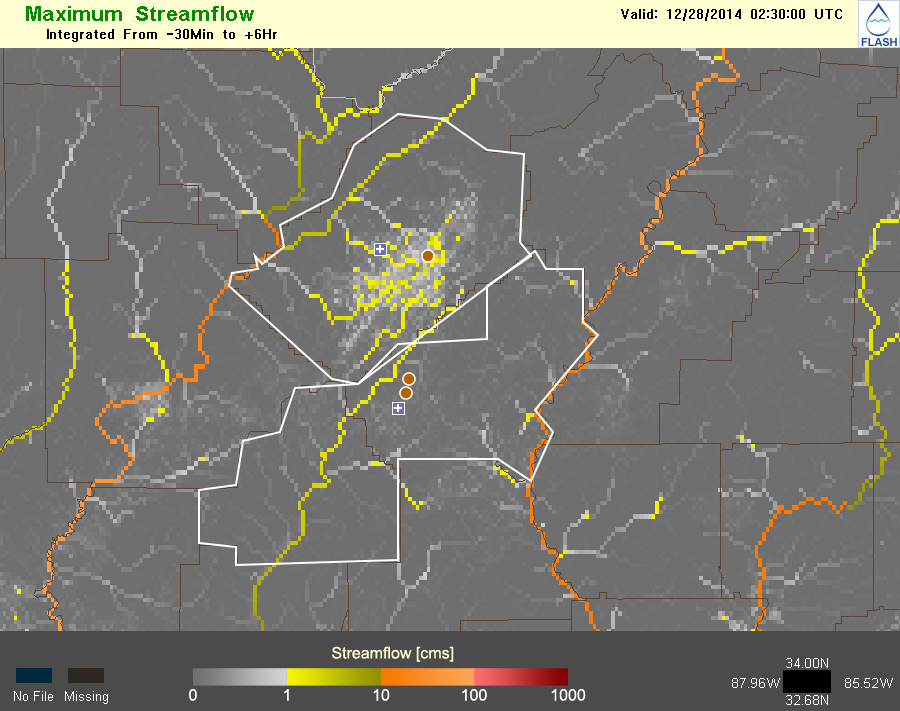 Maximum Streamflow
Integrated From -30Min to +6Hr
Valid: 12/28/2014 02:30:00 UTC
FLASH
Streamflow [cms]
No File
Missing
0 1 10 100 1000
34.00N
87.96W 85.52W
32.68N